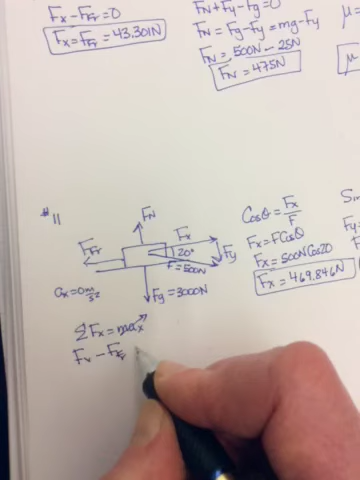 Fx - FFr = 0
Fx = FFr = 43.301N
FN + Fy - Fg = 0
FN = Fg - Fy = mg - Fy
FN = 500N - 25N
FN = 475N
μ =
μ
#11
FN
FFr
Fx
20°
Fy
F = 500N
ax = 0 m/s²
Fg = 3000N
Cosθ = Fx/F
Fx = FCosθ
Fx = 500N Cos20
Fx = 469.846N
Sin
Fy=
ΣFx = max
Fx - FFr